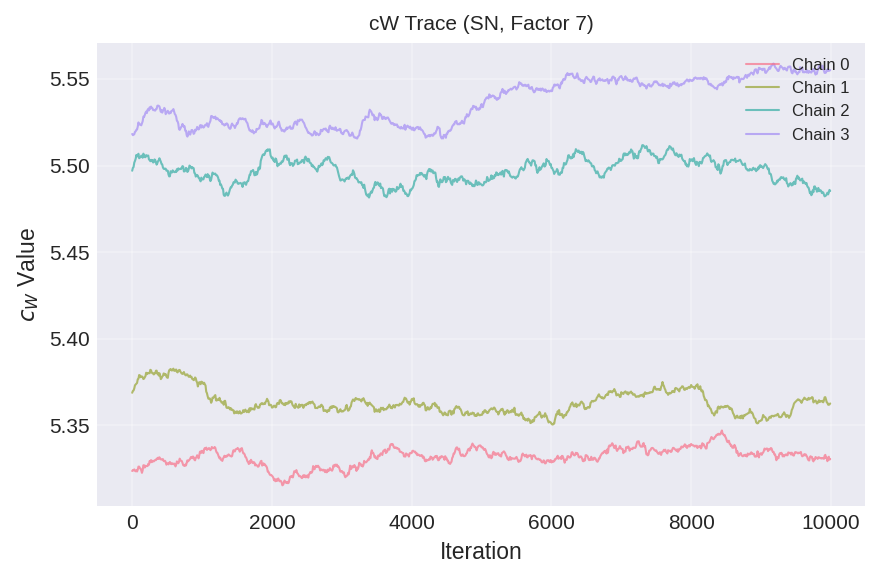 cW Trace (SN, Factor 7)
Chain 0
Chain 1
Chain 2
Chain 3
5.55
5.50
5.45
5.40
5.35
c_W Value
0 2000 4000 6000 8000 10000
Iteration